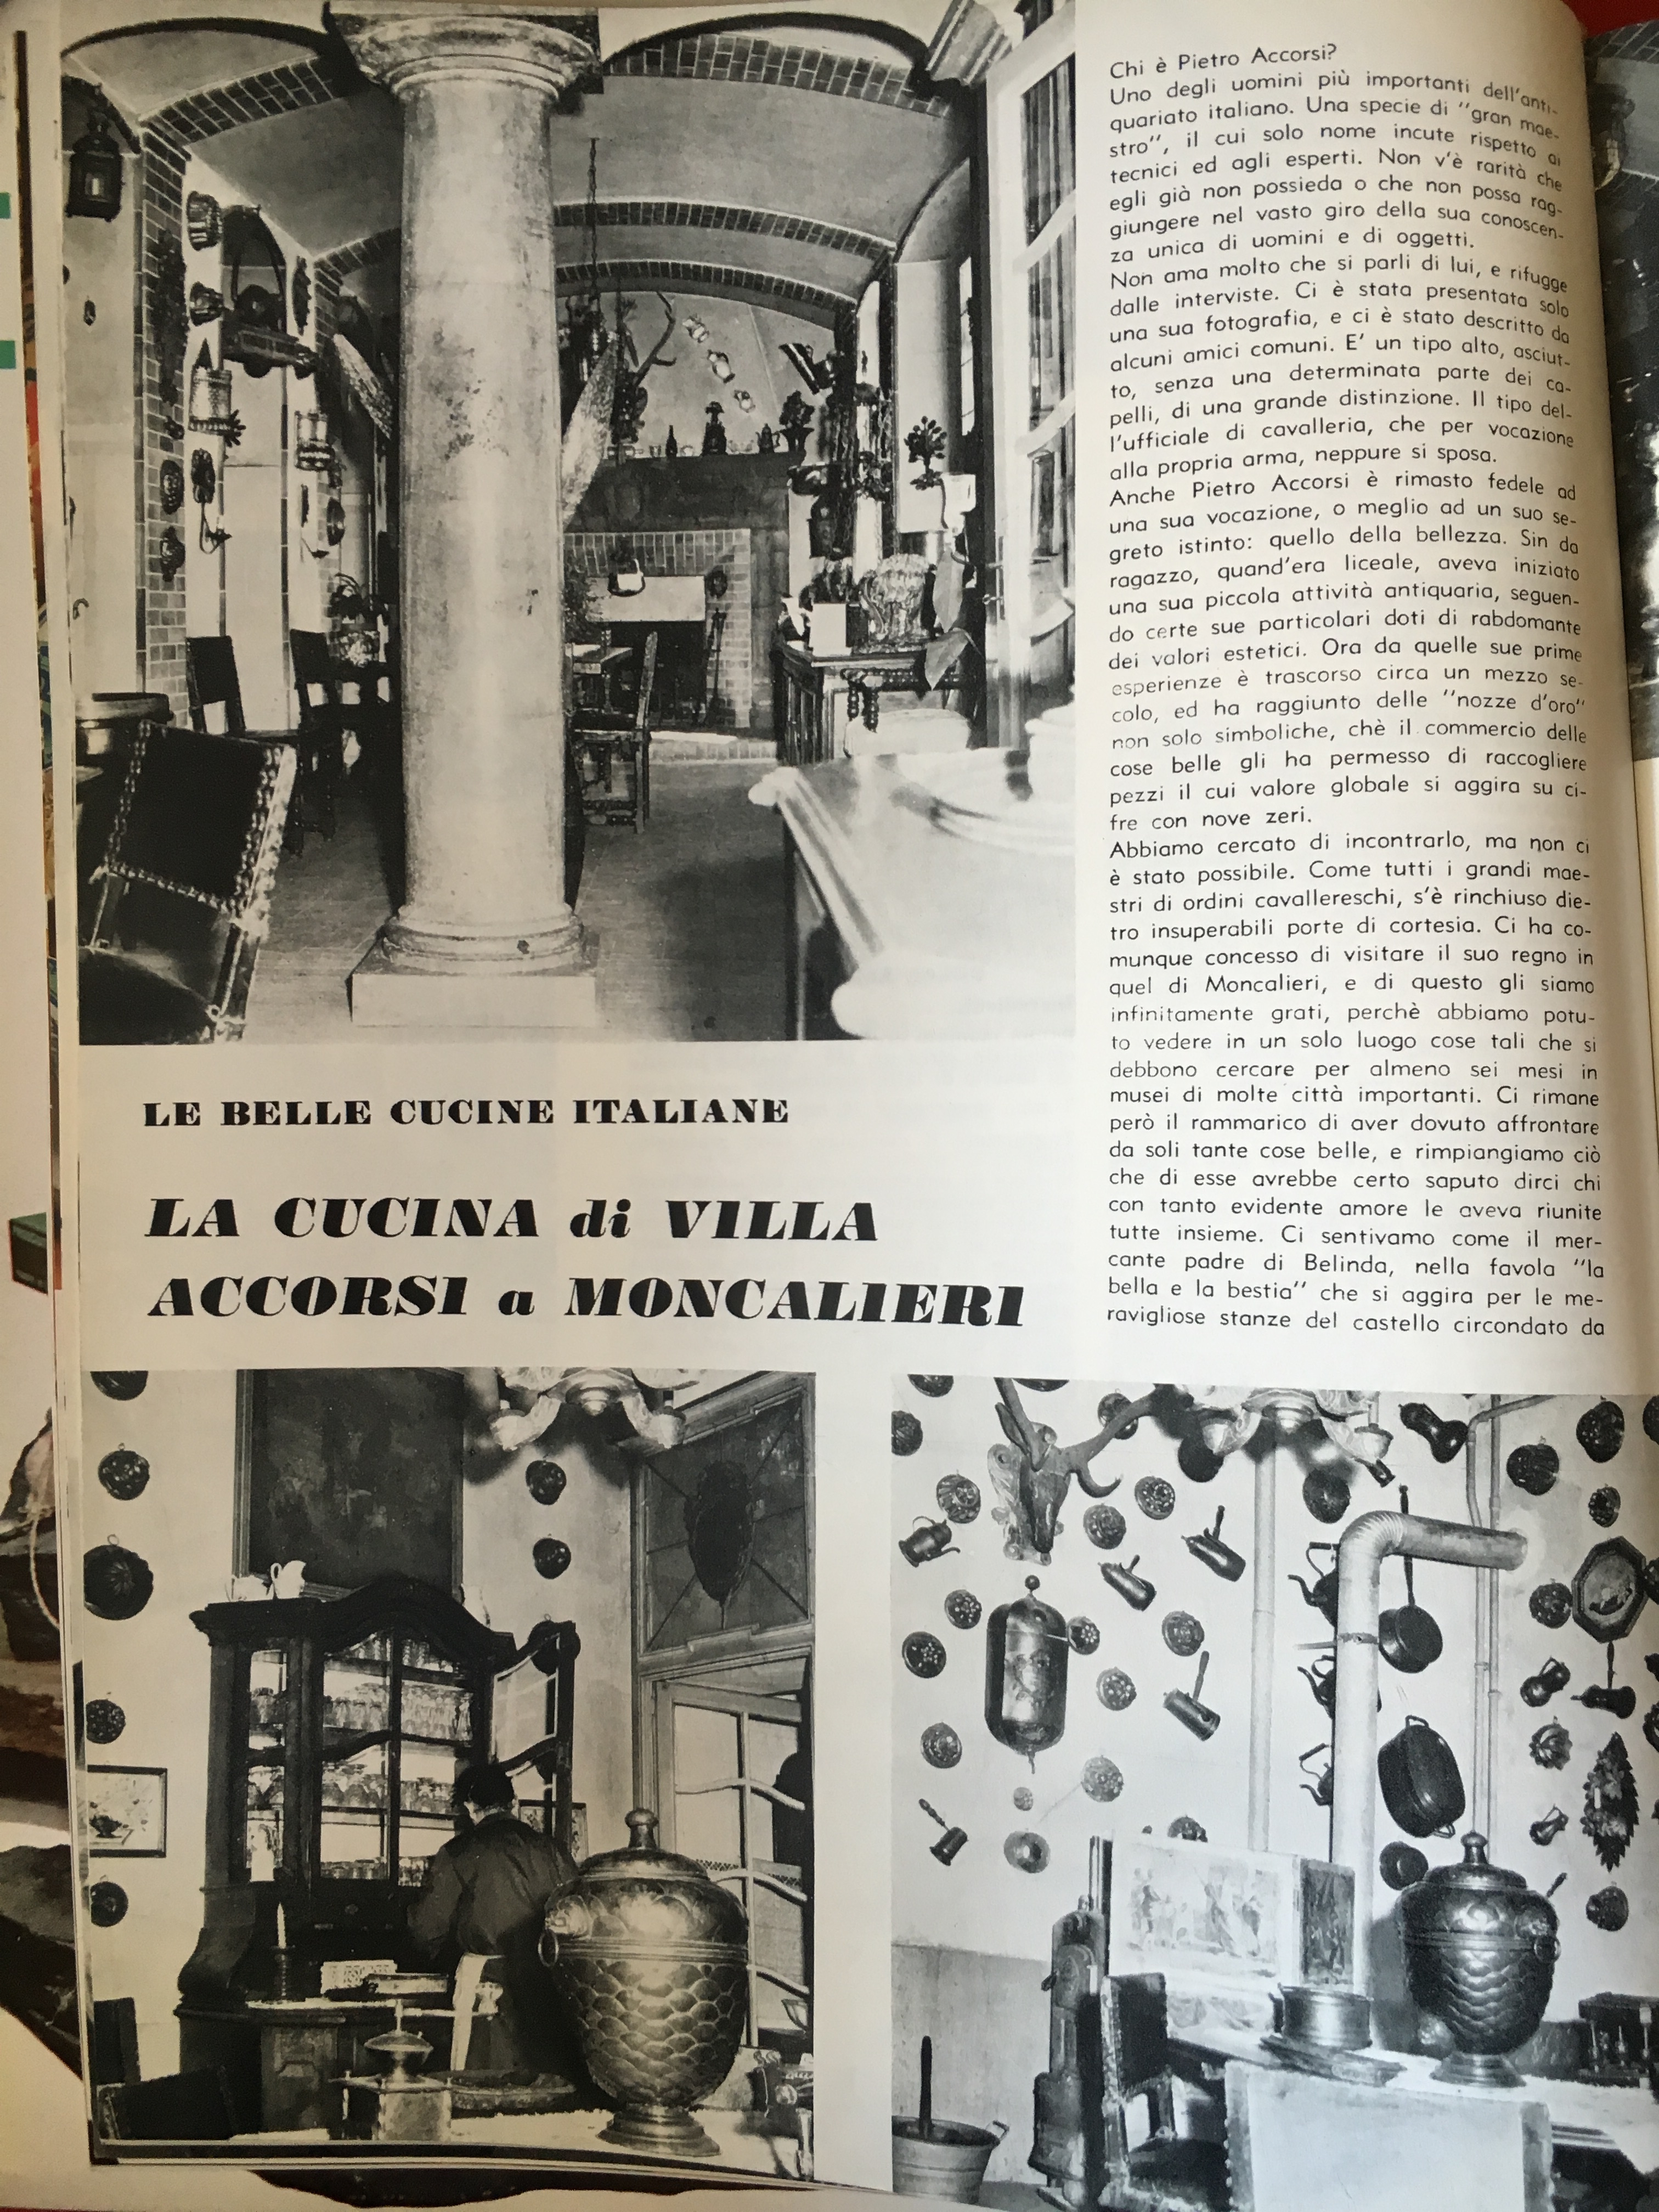 Chi è Pietro Accorsi?
Uno degli uomini più importanti dell'anti-
quariato italiano. Una specie di "gran mae-
stro", il cui solo nome incute rispetto ai
tecnici ed agli esperti. Non v'è rarità che
egli già non possieda o che non possa rag-
giungere nel vasto giro della sua conoscen-
za unica di uomini e di oggetti.
Non ama molto che si parli di lui, e rifugge
dalle interviste. Ci è stata presentata solo
una sua fotografia, e ci è stato descritto da
alcuni amici comuni. E' un tipo alto, asciut-
to, senza una determinata parte dei ca-
pelli, di una grande distinzione. Il tipo del-
l'ufficiale di cavalleria, che per vocazione
alla propria arma, neppure si sposa.
Anche Pietro Accorsi è rimasto fedele ad
una sua vocazione, o meglio ad un suo se-
greto istinto: quello della bellezza. Sin da
ragazzo, quand'era liceale, aveva iniziato
una sua piccola attività antiquaria, seguen-
do certe sue particolari doti di rabdomante
dei valori estetici. Ora da quelle sue prime
esperienze è trascorso circa un mezzo se-
colo, ed ha raggiunto delle "nozze d'oro"
non solo simboliche, chè il commercio delle
cose belle gli ha permesso di raccogliere
pezzi il cui valore globale si aggira su ci-
fre con nove zeri.
Abbiamo cercato di incontrarlo, ma non ci
è stato possibile. Come tutti i grandi mae-
stri di ordini cavallereschi, s'è rinchiuso die-
tro insuperabili porte di cortesia. Ci ha co-
munque concesso di visitare il suo regno in
quel di Moncalieri, e di questo gli siamo
infinitamente grati, perchè abbiamo potu-
to vedere in un solo luogo cose tali che si
debbono cercare per almeno sei mesi in
musei di molte città importanti. Ci rimane
però il rammarico di aver dovuto affrontare
da soli tante cose belle, e rimpiangiamo ciò
che di esse avrebbe certo saputo dirci chi
con tanto evidente amore le aveva riunite
tutte insieme. Ci sentivamo come il mer-
cante padre di Belinda, nella favola "la
bella e la bestia" che si aggira per le me-
ravigliose stanze del castello circondato da
LE BELLE CUCINE ITALIANE
LA CUCINA di VILLA
ACCORSI a MONCALIERI